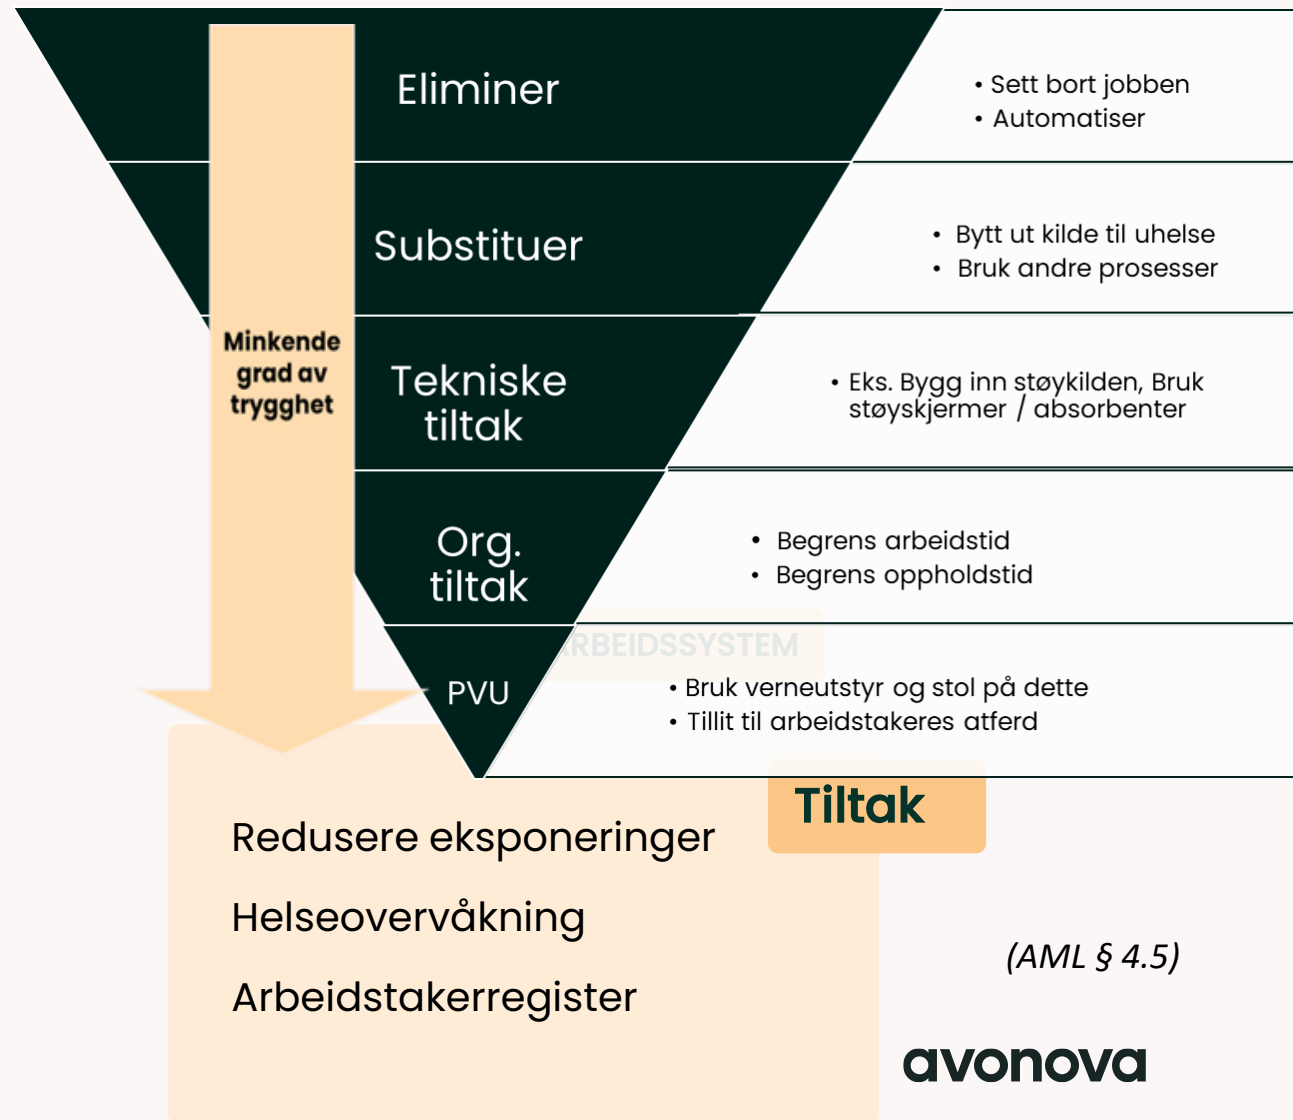 Eliminer
• Sett bort jobben
• Automatiser
Substituer
• Bytt ut kilde til uhelse
• Bruk andre prosesser
Minkende
grad av
trygghet
Tekniske
tiltak
• Eks. Bygg inn støykilden, Bruk
støyskjermer / absorbenter
Org.
tiltak
• Begrens arbeidstid
• Begrens oppholdstid
RBEIDSSYSTEM
PVU
• Bruk verneutstyr og stol på dette
• Tillit til arbeidstakeres atferd
Tiltak
Redusere eksponeringer
Helseovervåkning
Arbeidstakerregister
(AML § 4.5)
avonova